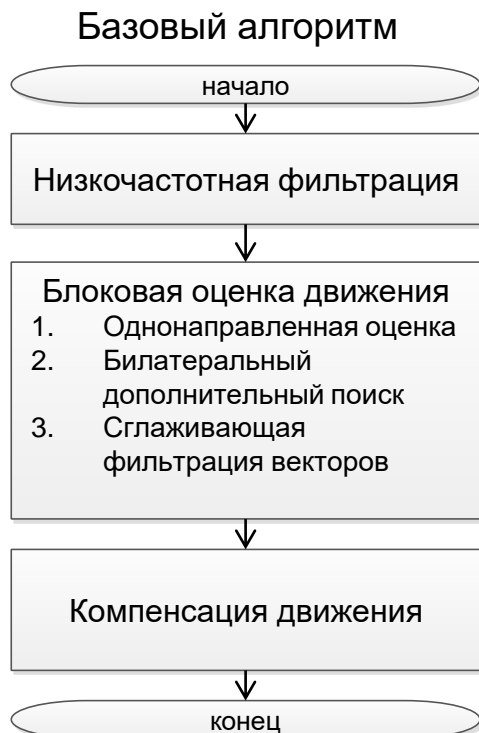 Базовый алгоритм
начало
Низкочастотная фильтрация
Блоковая оценка движения
1. Однонаправленная оценка
2. Билатеральный
дополнительный поиск
3. Сглаживающая
фильтрация векторов
Компенсация движения
конец